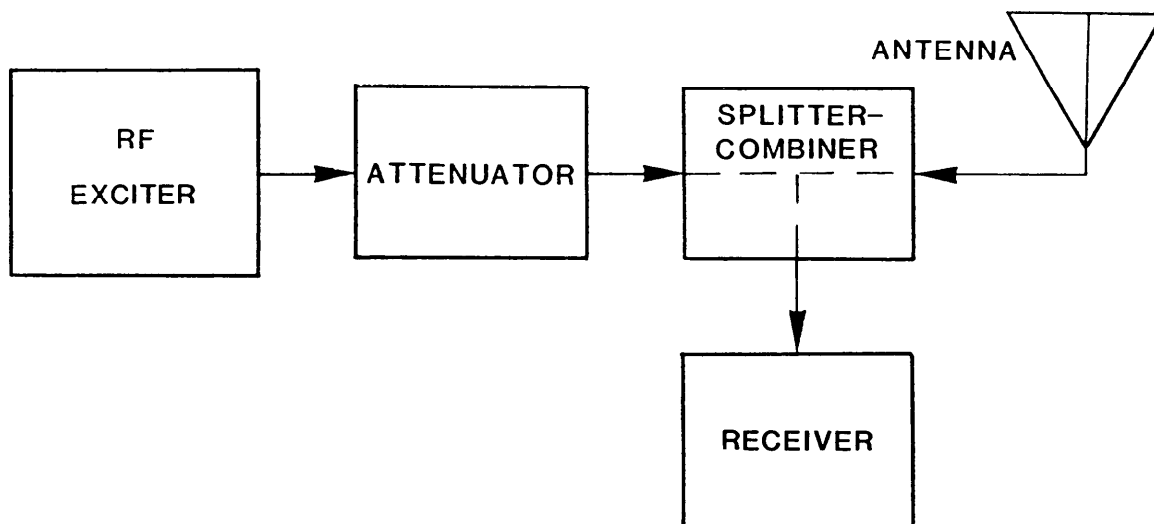 RF
EXCITER
ATTENUATOR
SPLITTER–
COMBINER
ANTENNA
RECEIVER